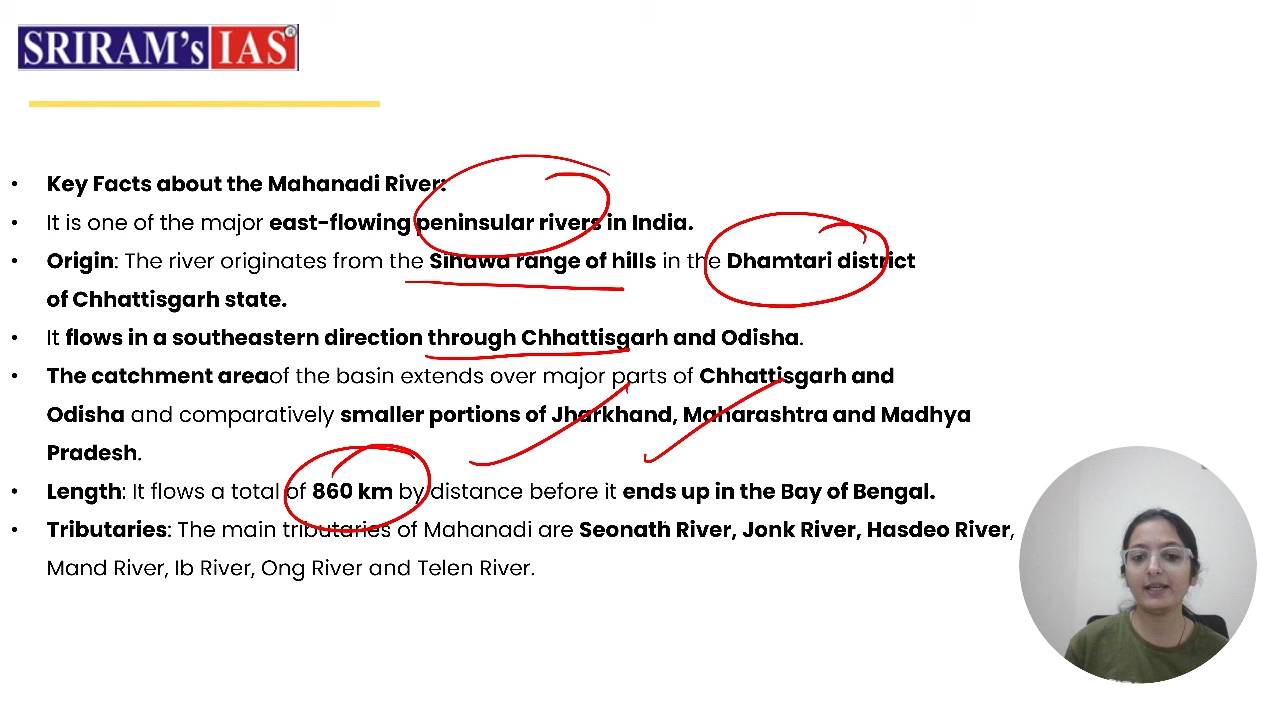 SRIRAM's IAS®
• Key Facts about the Mahanadi River:
• It is one of the major east-flowing peninsular rivers in India.
• Origin: The river originates from the Sihawa range of hills in the Dhamtari district
of Chhattisgarh state.
• It flows in a southeastern direction through Chhattisgarh and Odisha.
• The catchment areaof the basin extends over major parts of Chhattisgarh and
Odisha and comparatively smaller portions of Jharkhand, Maharashtra and Madhya
Pradesh.
• Length: It flows a total of 860 km by distance before it ends up in the Bay of Bengal.
• Tributaries: The main tributaries of Mahanadi are Seonath River, Jonk River, Hasdeo River,
Mand River, Ib River, Ong River and Telen River.